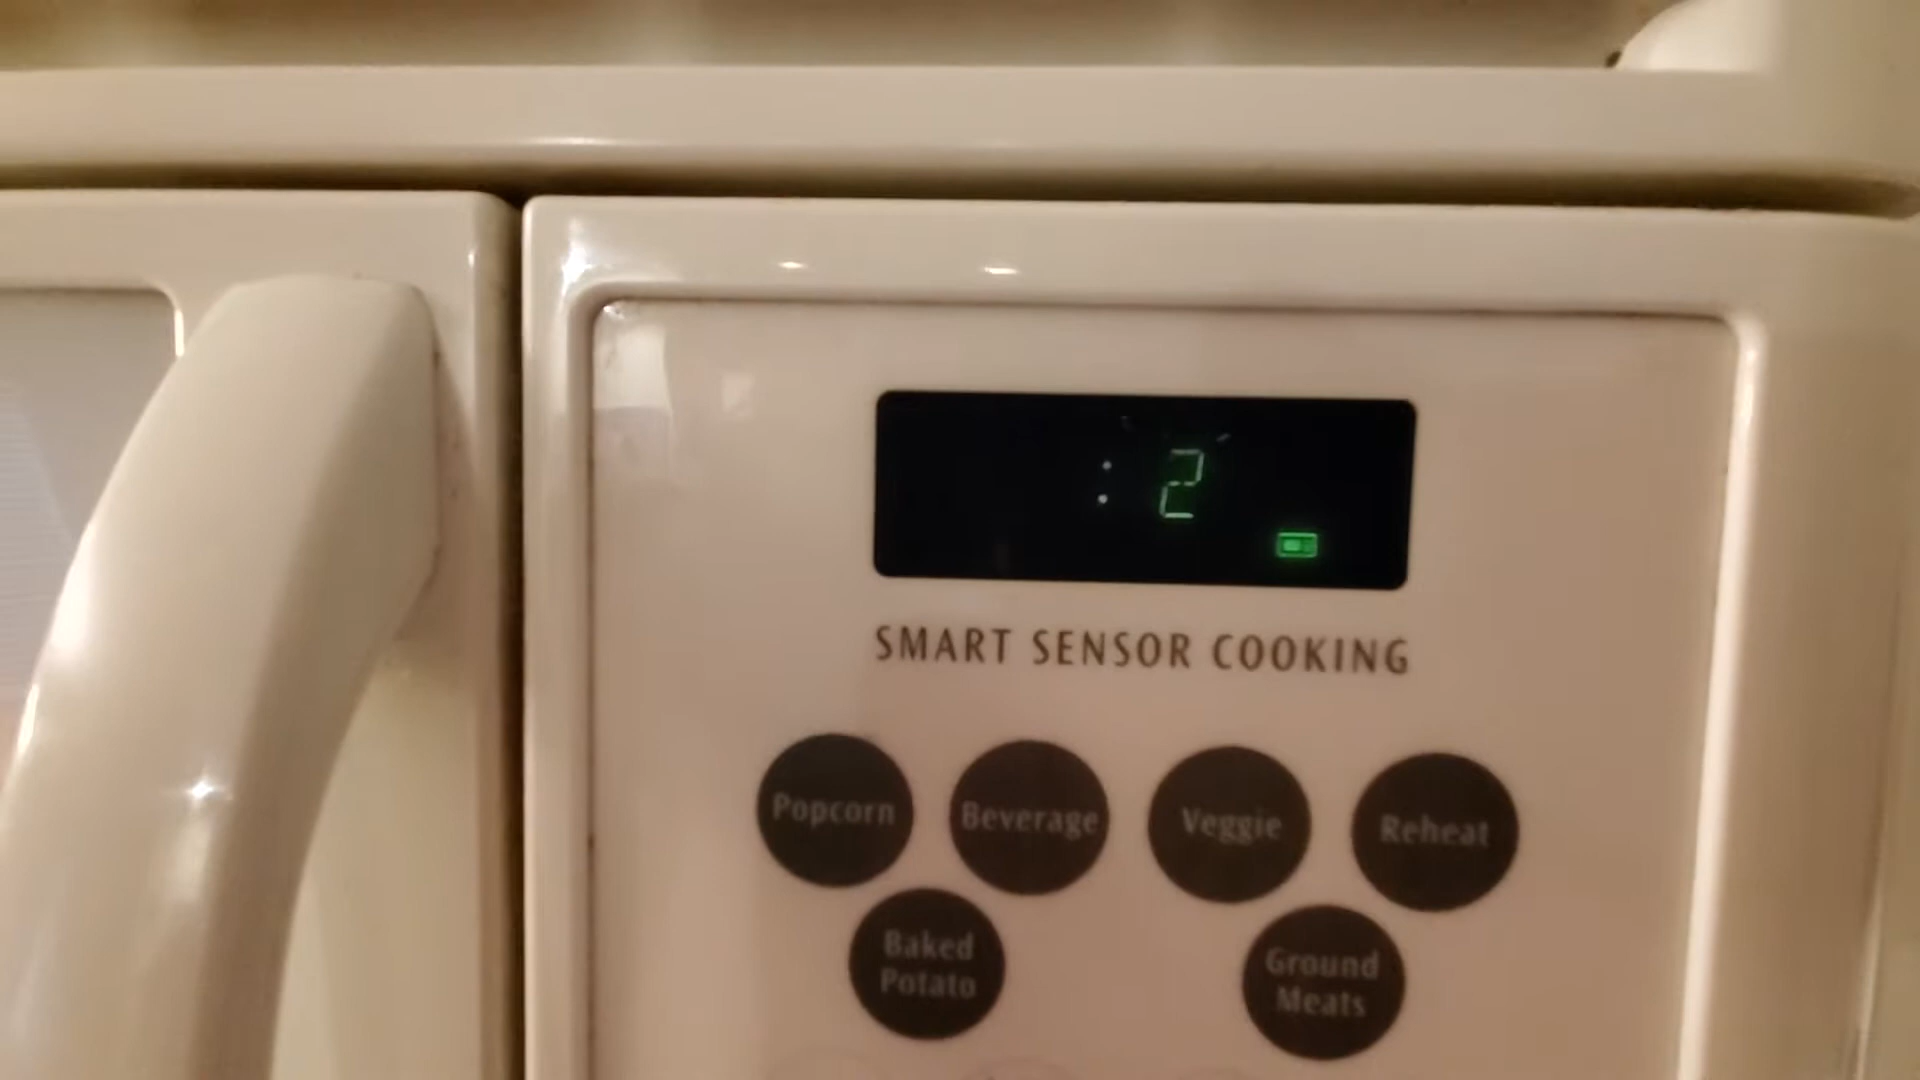 : 2
SMART SENSOR COOKING
Popcorn
Beverage
Veggie
Reheat
Baked
Potato
Ground
Meats